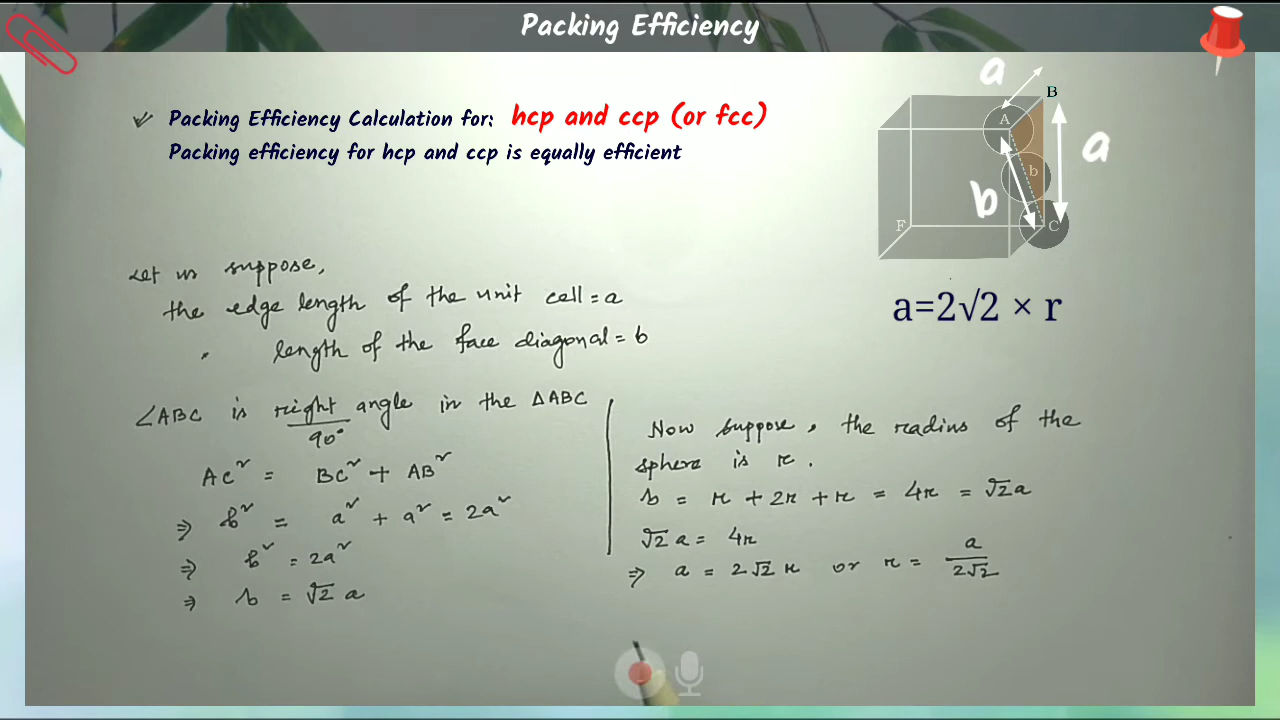 Packing Efficiency
Packing Efficiency Calculation for: hcp and ccp (or fcc)
Packing efficiency for hcp and ccp is equally efficient
a
B
A
a
b
b
F
C
a=2√2 × r
Let us suppose,
the edge length of the unit cell = a
length of the face diagonal = b
∠ABC is right angle in the ΔABC
90°
AC² = BC² + AB²
⇒ b² = a² + a² = 2a²
⇒ b² = 2a²
⇒ b = √2 a
Now suppose, the radius of the
sphere is r.
b = r + 2r + r = 4r = √2a
√2 a = 4r
⇒ a = 2√2 r or r = a/2√2